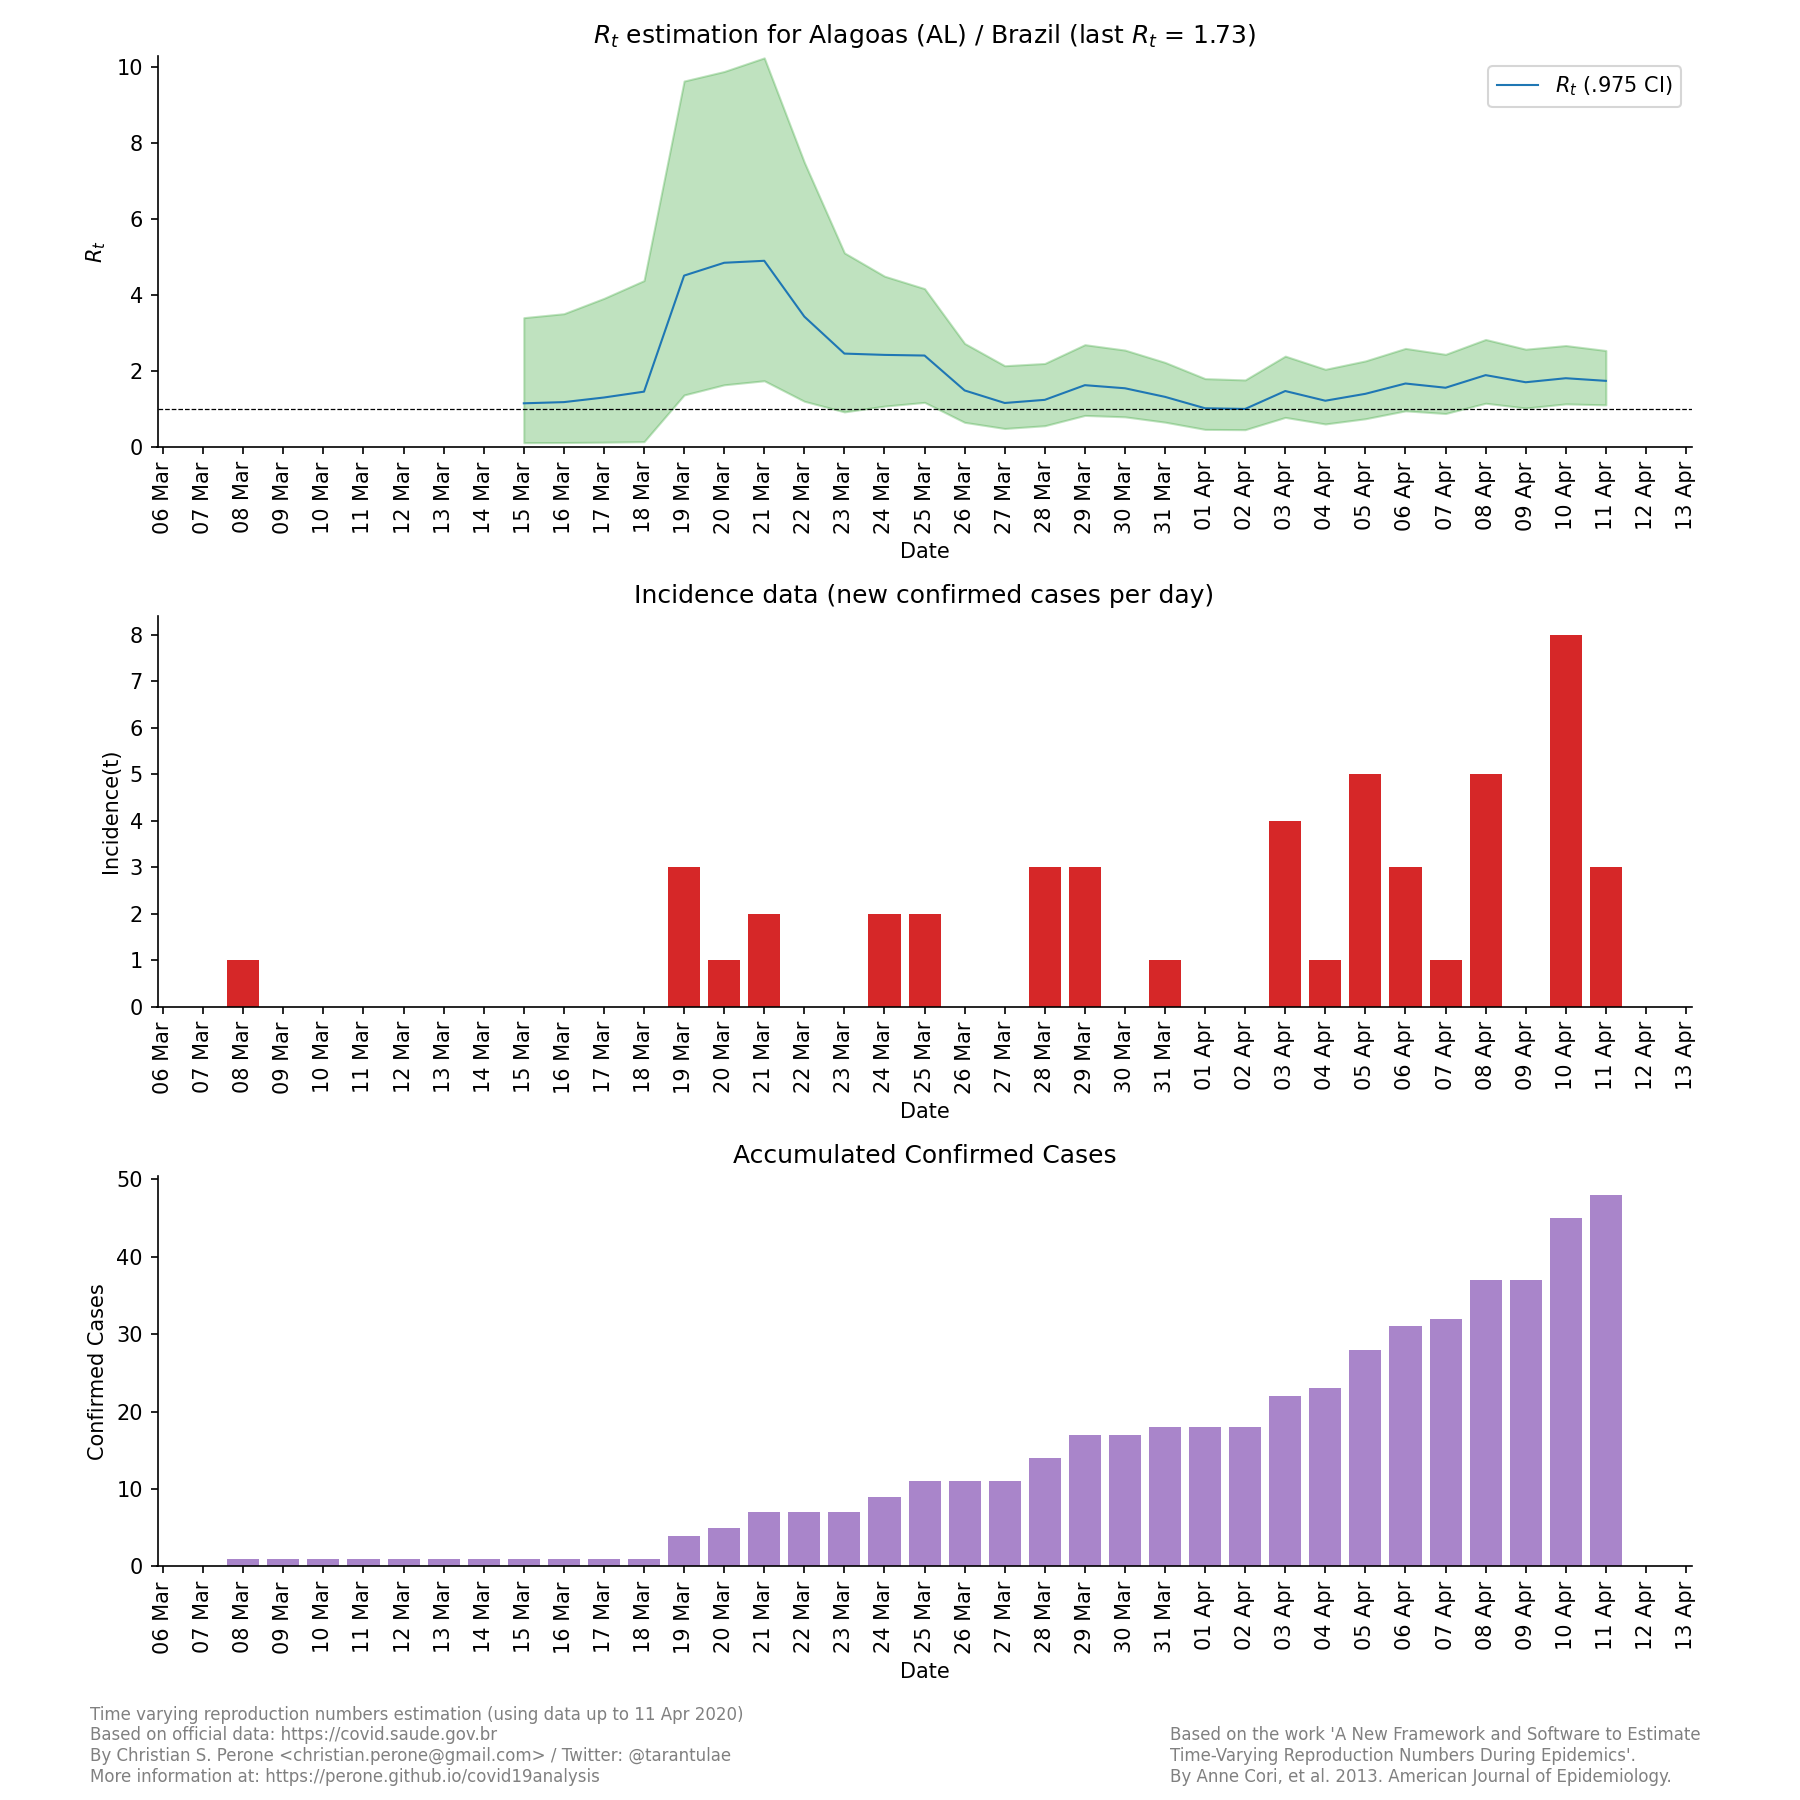 R_t estimation for Alagoas (AL) / Brazil (last R_t = 1.73)
R_t (.975 CI)
R_t
10
8
6
4
2
0
06 Mar 07 Mar 08 Mar 09 Mar 10 Mar 11 Mar 12 Mar 13 Mar 14 Mar 15 Mar 16 Mar 17 Mar 18 Mar 19 Mar 20 Mar 21 Mar 22 Mar 23 Mar 24 Mar 25 Mar 26 Mar 27 Mar 28 Mar 29 Mar 30 Mar 31 Mar 01 Apr 02 Apr 03 Apr 04 Apr 05 Apr 06 Apr 07 Apr 08 Apr 09 Apr 10 Apr 11 Apr 12 Apr 13 Apr
Date
Incidence data (new confirmed cases per day)
Incidence(t)
8
7
6
5
4
3
2
1
0
06 Mar 07 Mar 08 Mar 09 Mar 10 Mar 11 Mar 12 Mar 13 Mar 14 Mar 15 Mar 16 Mar 17 Mar 18 Mar 19 Mar 20 Mar 21 Mar 22 Mar 23 Mar 24 Mar 25 Mar 26 Mar 27 Mar 28 Mar 29 Mar 30 Mar 31 Mar 01 Apr 02 Apr 03 Apr 04 Apr 05 Apr 06 Apr 07 Apr 08 Apr 09 Apr 10 Apr 11 Apr 12 Apr 13 Apr
Date
Accumulated Confirmed Cases
Confirmed Cases
50
40
30
20
10
0
06 Mar 07 Mar 08 Mar 09 Mar 10 Mar 11 Mar 12 Mar 13 Mar 14 Mar 15 Mar 16 Mar 17 Mar 18 Mar 19 Mar 20 Mar 21 Mar 22 Mar 23 Mar 24 Mar 25 Mar 26 Mar 27 Mar 28 Mar 29 Mar 30 Mar 31 Mar 01 Apr 02 Apr 03 Apr 04 Apr 05 Apr 06 Apr 07 Apr 08 Apr 09 Apr 10 Apr 11 Apr 12 Apr 13 Apr
Date
Time varying reproduction numbers estimation (using data up to 11 Apr 2020)
Based on official data: https://covid.saude.gov.br
By Christian S. Perone <christian.perone@gmail.com> / Twitter: @tarantulae
More information at: https://perone.github.io/covid19analysis
Based on the work 'A New Framework and Software to Estimate
Time-Varying Reproduction Numbers During Epidemics'.
By Anne Cori, et al. 2013. American Journal of Epidemiology.